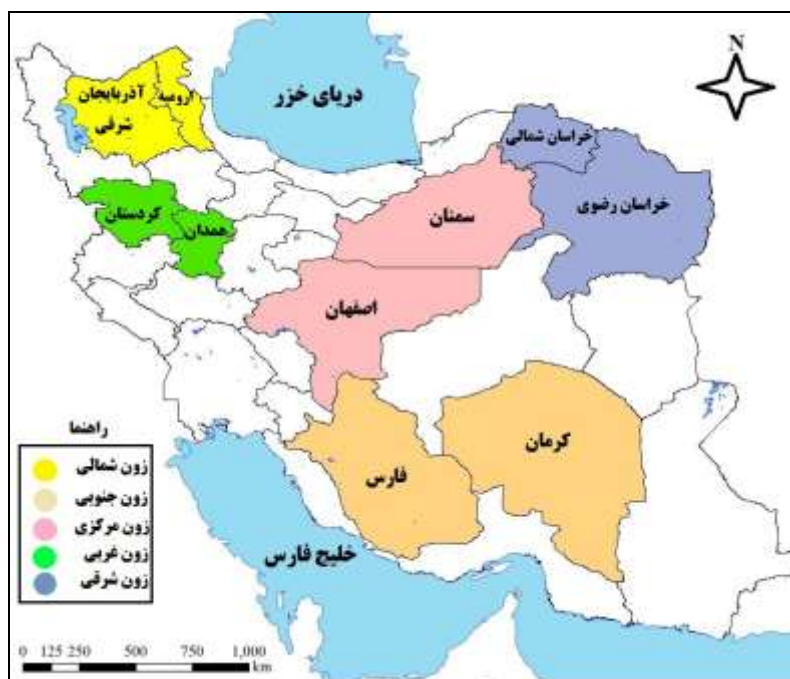 N
دریای خزر
آذربایجان
شرقی
ارومیه
خراسان شمالی
خراسان رضوی
سمنان
کردستان
همدان
اصفهان
کرمان
فارس
خلیج فارس
راهنما
زون شمالی
زون جنوبی
زون مرکزی
زون غربی
زون شرقی
0 125 250 500 750 1,000
km